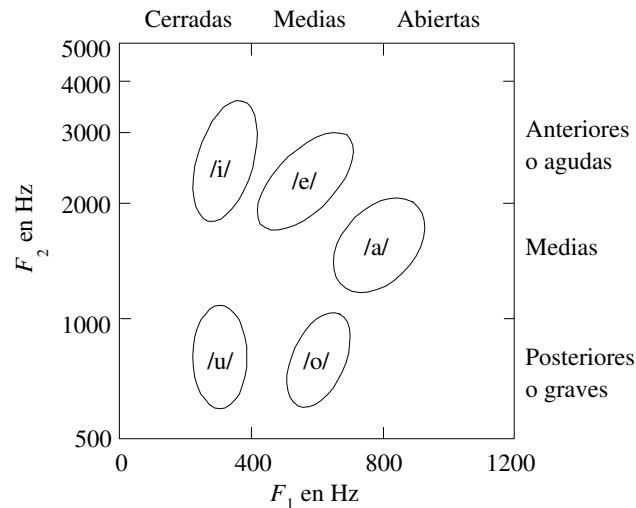 Cerradas Medias Abiertas
5000
4000
3000
2000
1000
500
F2 en Hz
/i/
/e/
/a/
/u/
/o/
Anteriores
o agudas
Medias
Posteriores
o graves
0 400 800 1200
F1 en Hz